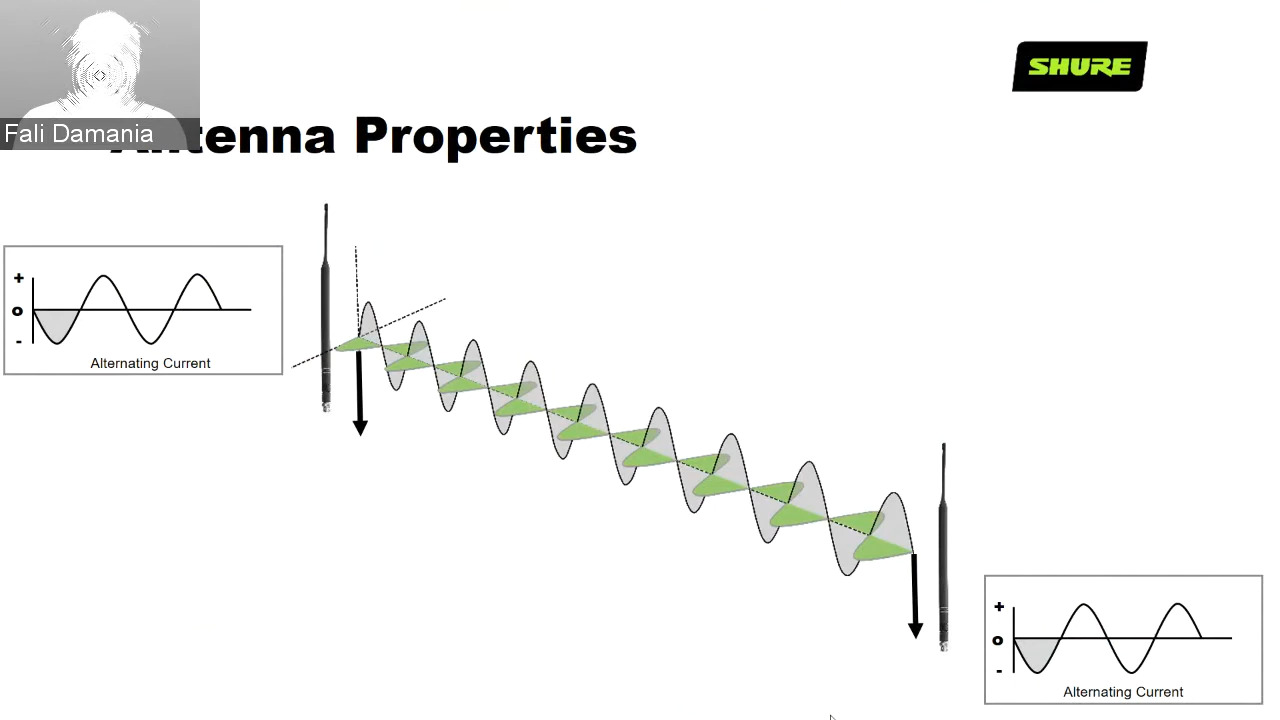 SHURE
Fali Damania
Antenna Properties
+
o
-
Alternating Current
+
o
-
Alternating Current